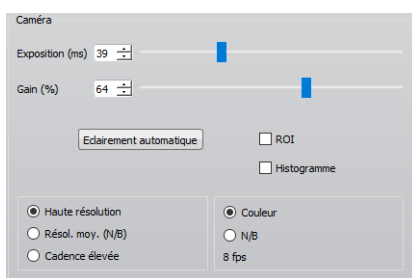 Caméra
Exposition (ms) 39
Gain (%) 64
Eclairement automatique ROI
Histogramme
Haute résolution
Résol. moy. (N/B)
Cadence élevée
Couleur
N/B
8 fps